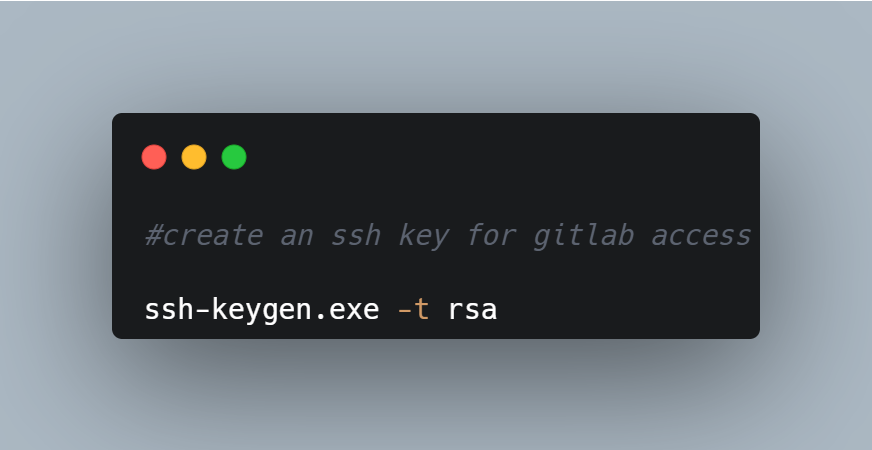 #create an ssh key for gitlab access
ssh-keygen.exe -t rsa